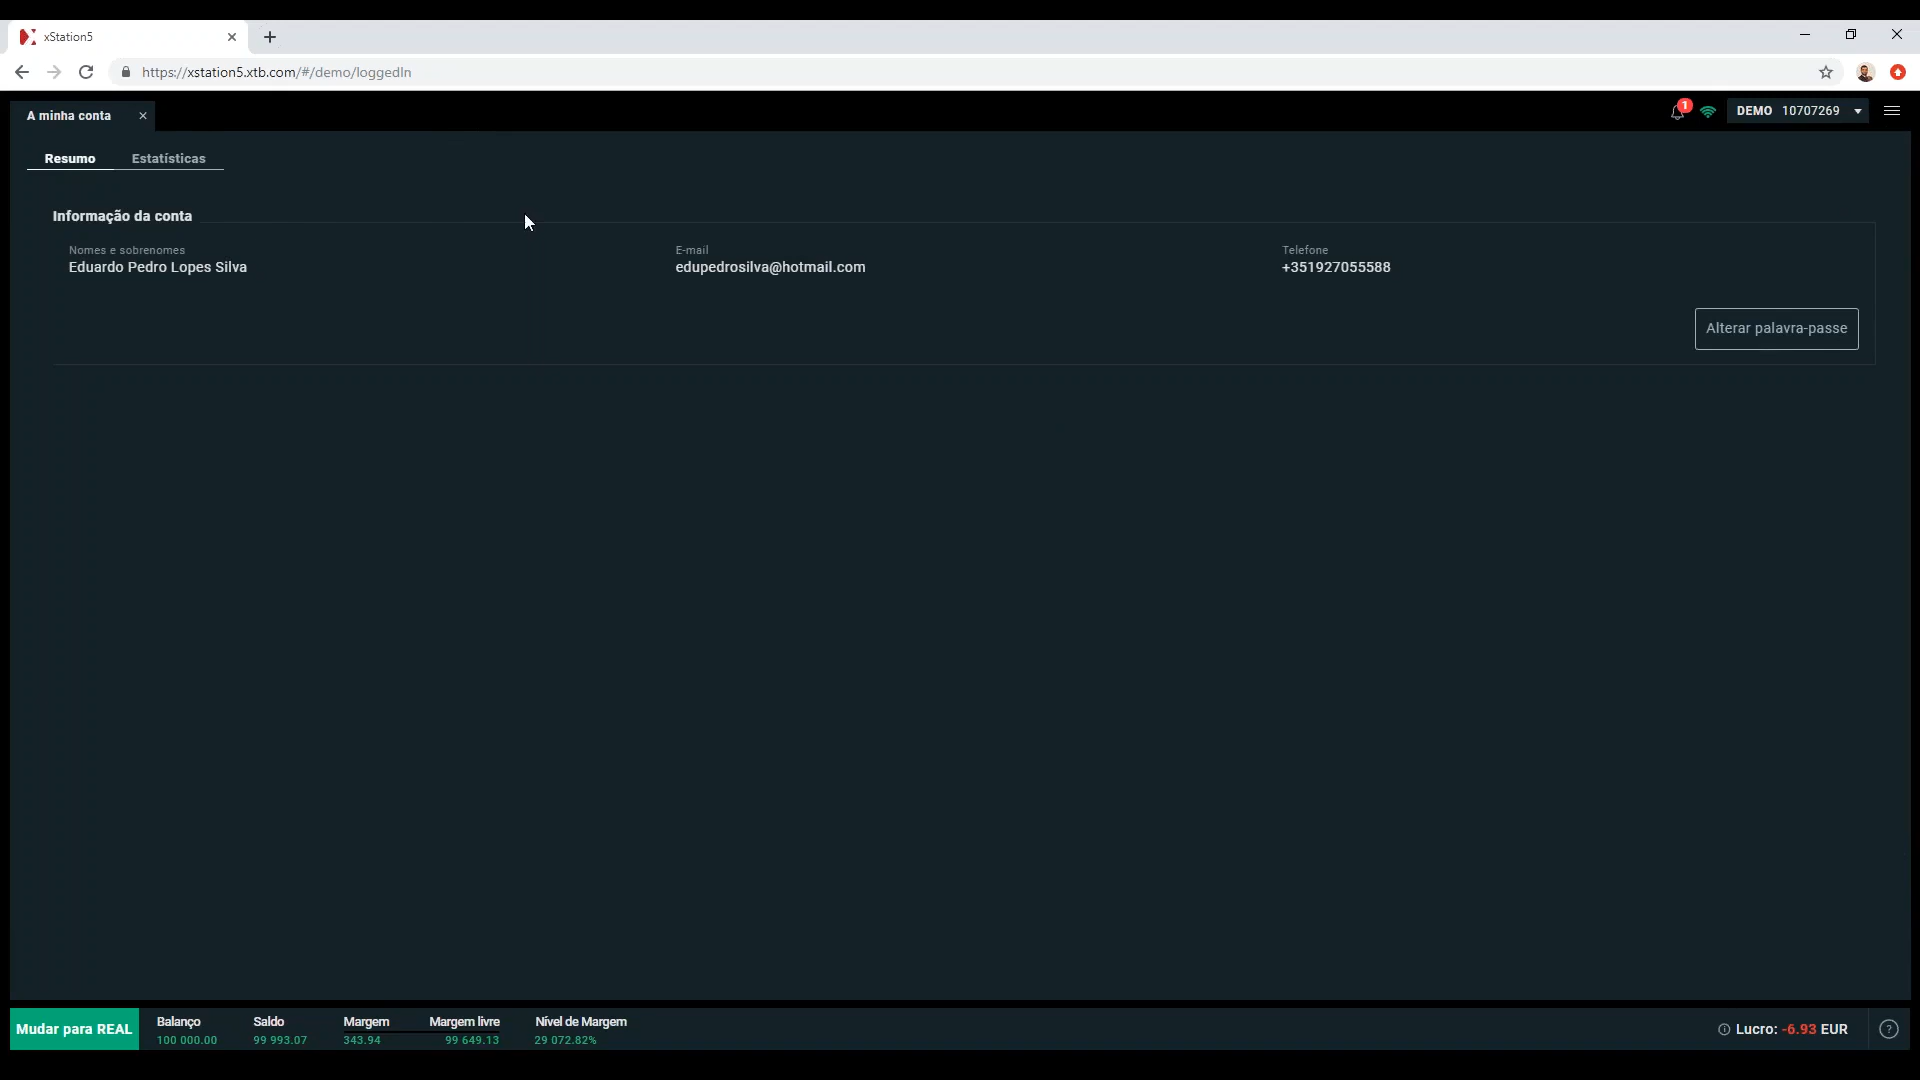 xStation5
https://xstation5.xtb.com/#/demo/loggedIn
A minha conta
1
DEMO 10707269
Resumo Estatísticas
Informação da conta
Nomes e sobrenomes E-mail Telefone
Eduardo Pedro Lopes Silva edupedrosilva@hotmail.com +351927055588
Alterar palavra-passe
Mudar para REAL
Balanço Saldo Margem Margem livre Nível de Margem
100 000.00 99 993.07 343.94 99 649.13 29 072.82%
Lucro: -6.93 EUR